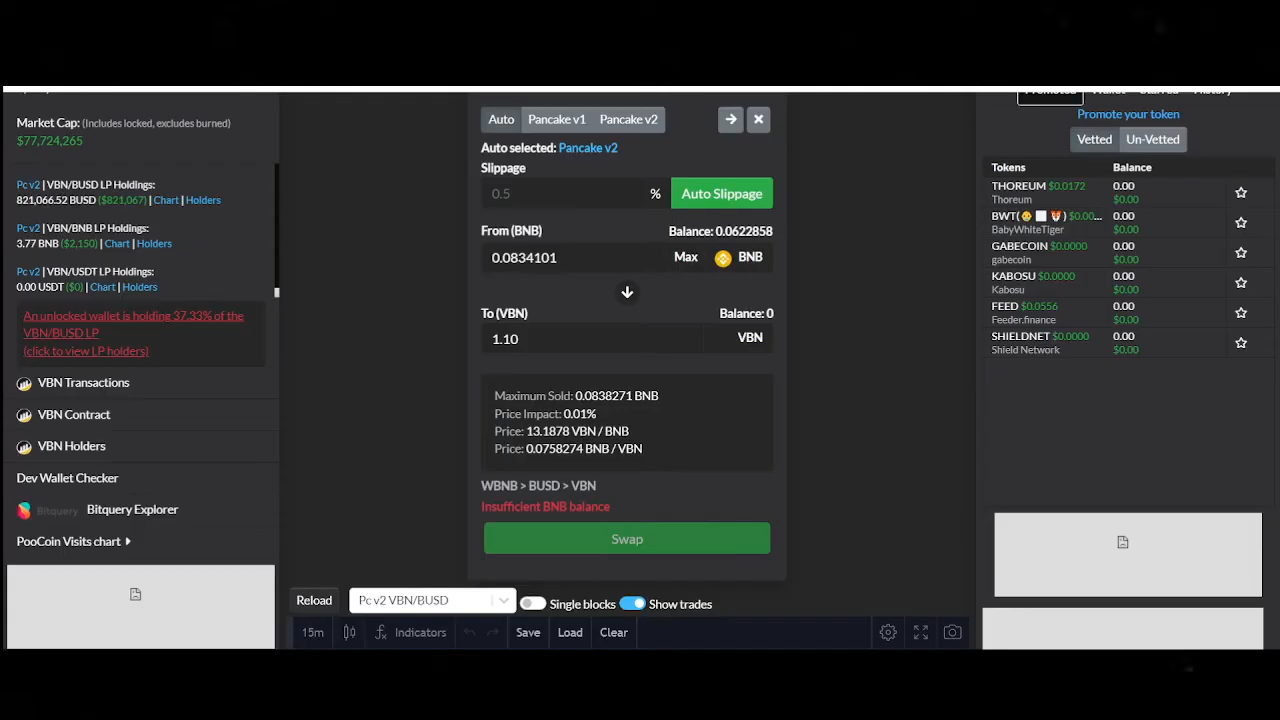 Market Cap: (Includes locked, excludes burned)
$77,724,265
Pc v2 | VBN/BUSD LP Holdings:
821,066.52 BUSD ($821,067) | Chart | Holders
Pc v2 | VBN/BNB LP Holdings:
3.77 BNB ($2,150) | Chart | Holders
Pc v2 | VBN/USDT LP Holdings:
0.00 USDT ($0) | Chart | Holders
An unlocked wallet is holding 37.33% of the
VBN/BUSD LP
(click to view LP holders)
VBN Transactions
VBN Contract
VBN Holders
Dev Wallet Checker
Bitquery Bitquery Explorer
PooCoin Visits chart
Auto Pancake v1 Pancake v2
Auto selected: Pancake v2
Slippage
0.5 % Auto Slippage
From (BNB) Balance: 0.0622858
0.0834101 Max BNB
To (VBN) Balance: 0
1.10 VBN
Maximum Sold: 0.0838271 BNB
Price Impact: 0.01%
Price: 13.1878 VBN / BNB
Price: 0.0758274 BNB / VBN
WBNB > BUSD > VBN
Insufficient BNB balance
Swap
Reload Pc v2 VBN/BUSD Single blocks Show trades
15m Indicators Save Load Clear
Promoted Wallet Starred History
Promote your token
Vetted Un-Vetted
Tokens Balance
THOREUM $0.0172 0.00
Thoreum $0.00
BWT(👶⬜🐯) $0.00... 0.00
BabyWhiteTiger $0.00
GABECOIN $0.0000 0.00
gabecoin $0.00
KABOSU $0.0000 0.00
Kabosu $0.00
FEED $0.0556 0.00
Feeder.finance $0.00
SHIELDNET $0.0000 0.00
Shield Network $0.00